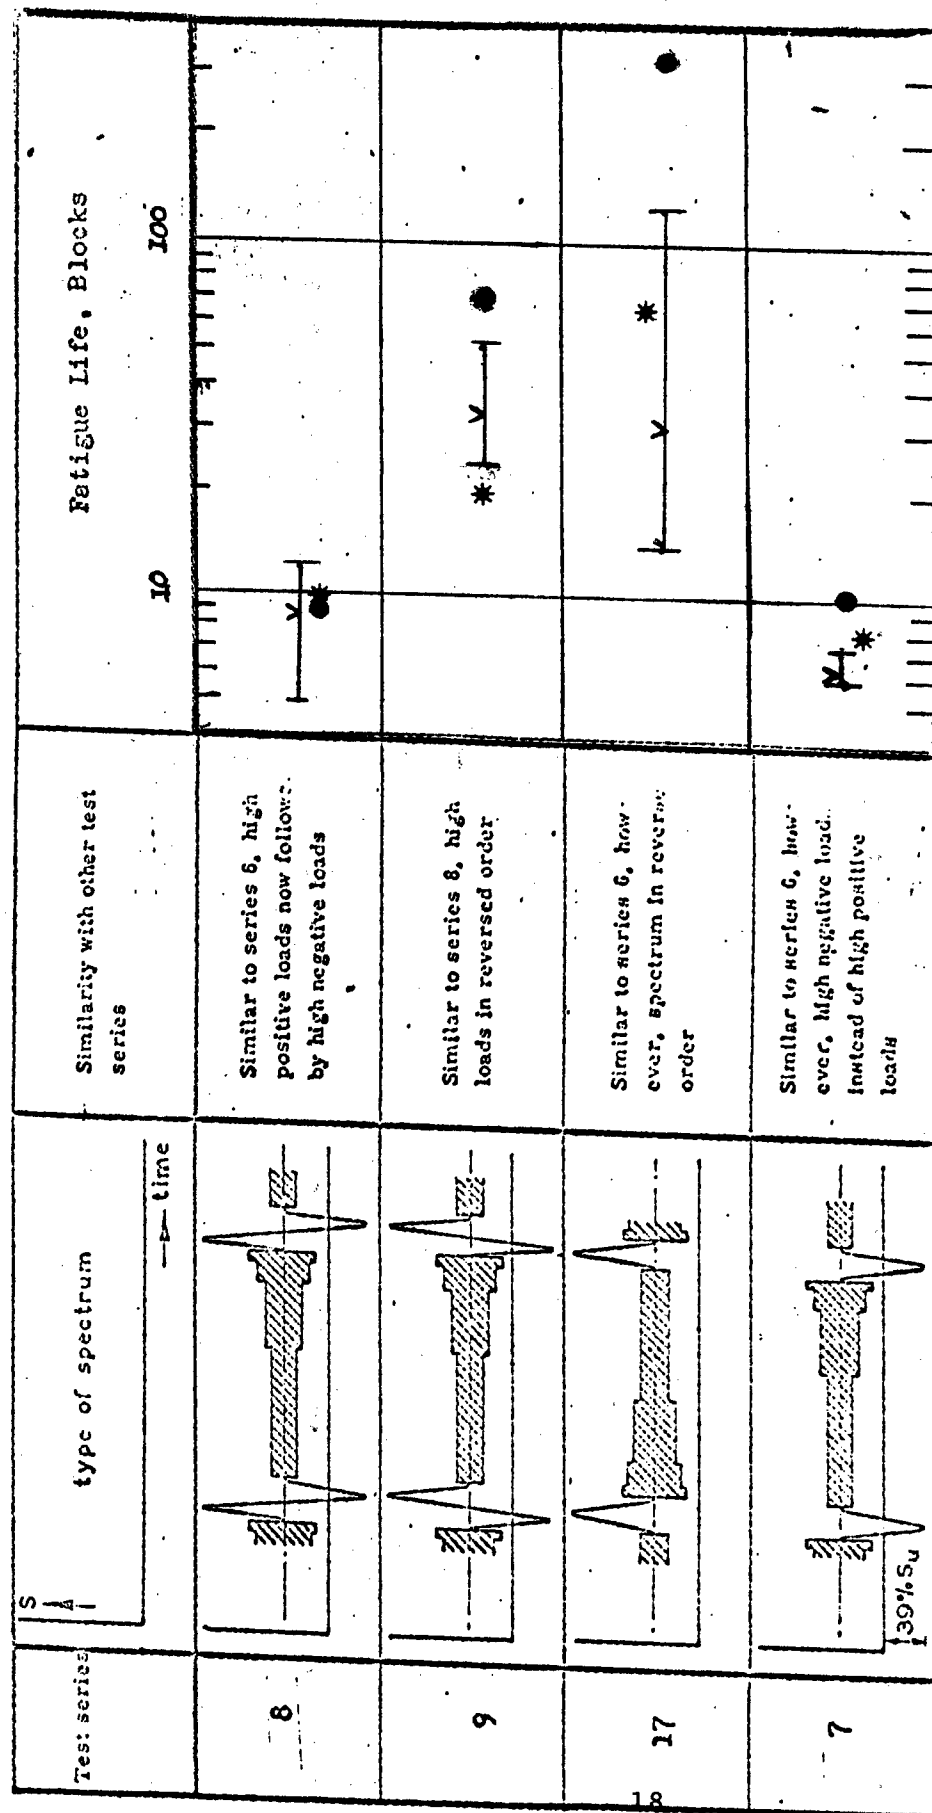 Test series
type of spectrum
S
time
Similarity with other test
series
Fatigue Life, Blocks
10
100
8
Similar to series 6, high
positive loads now follow
by high negative loads
9
Similar to series 8, high
loads in reversed order
17
Similar to series 6, how-
ever, spectrum in reverse
order
7
Similar to series 6, how-
ever, high negative load
instead of high positive
loads
39% Su
18